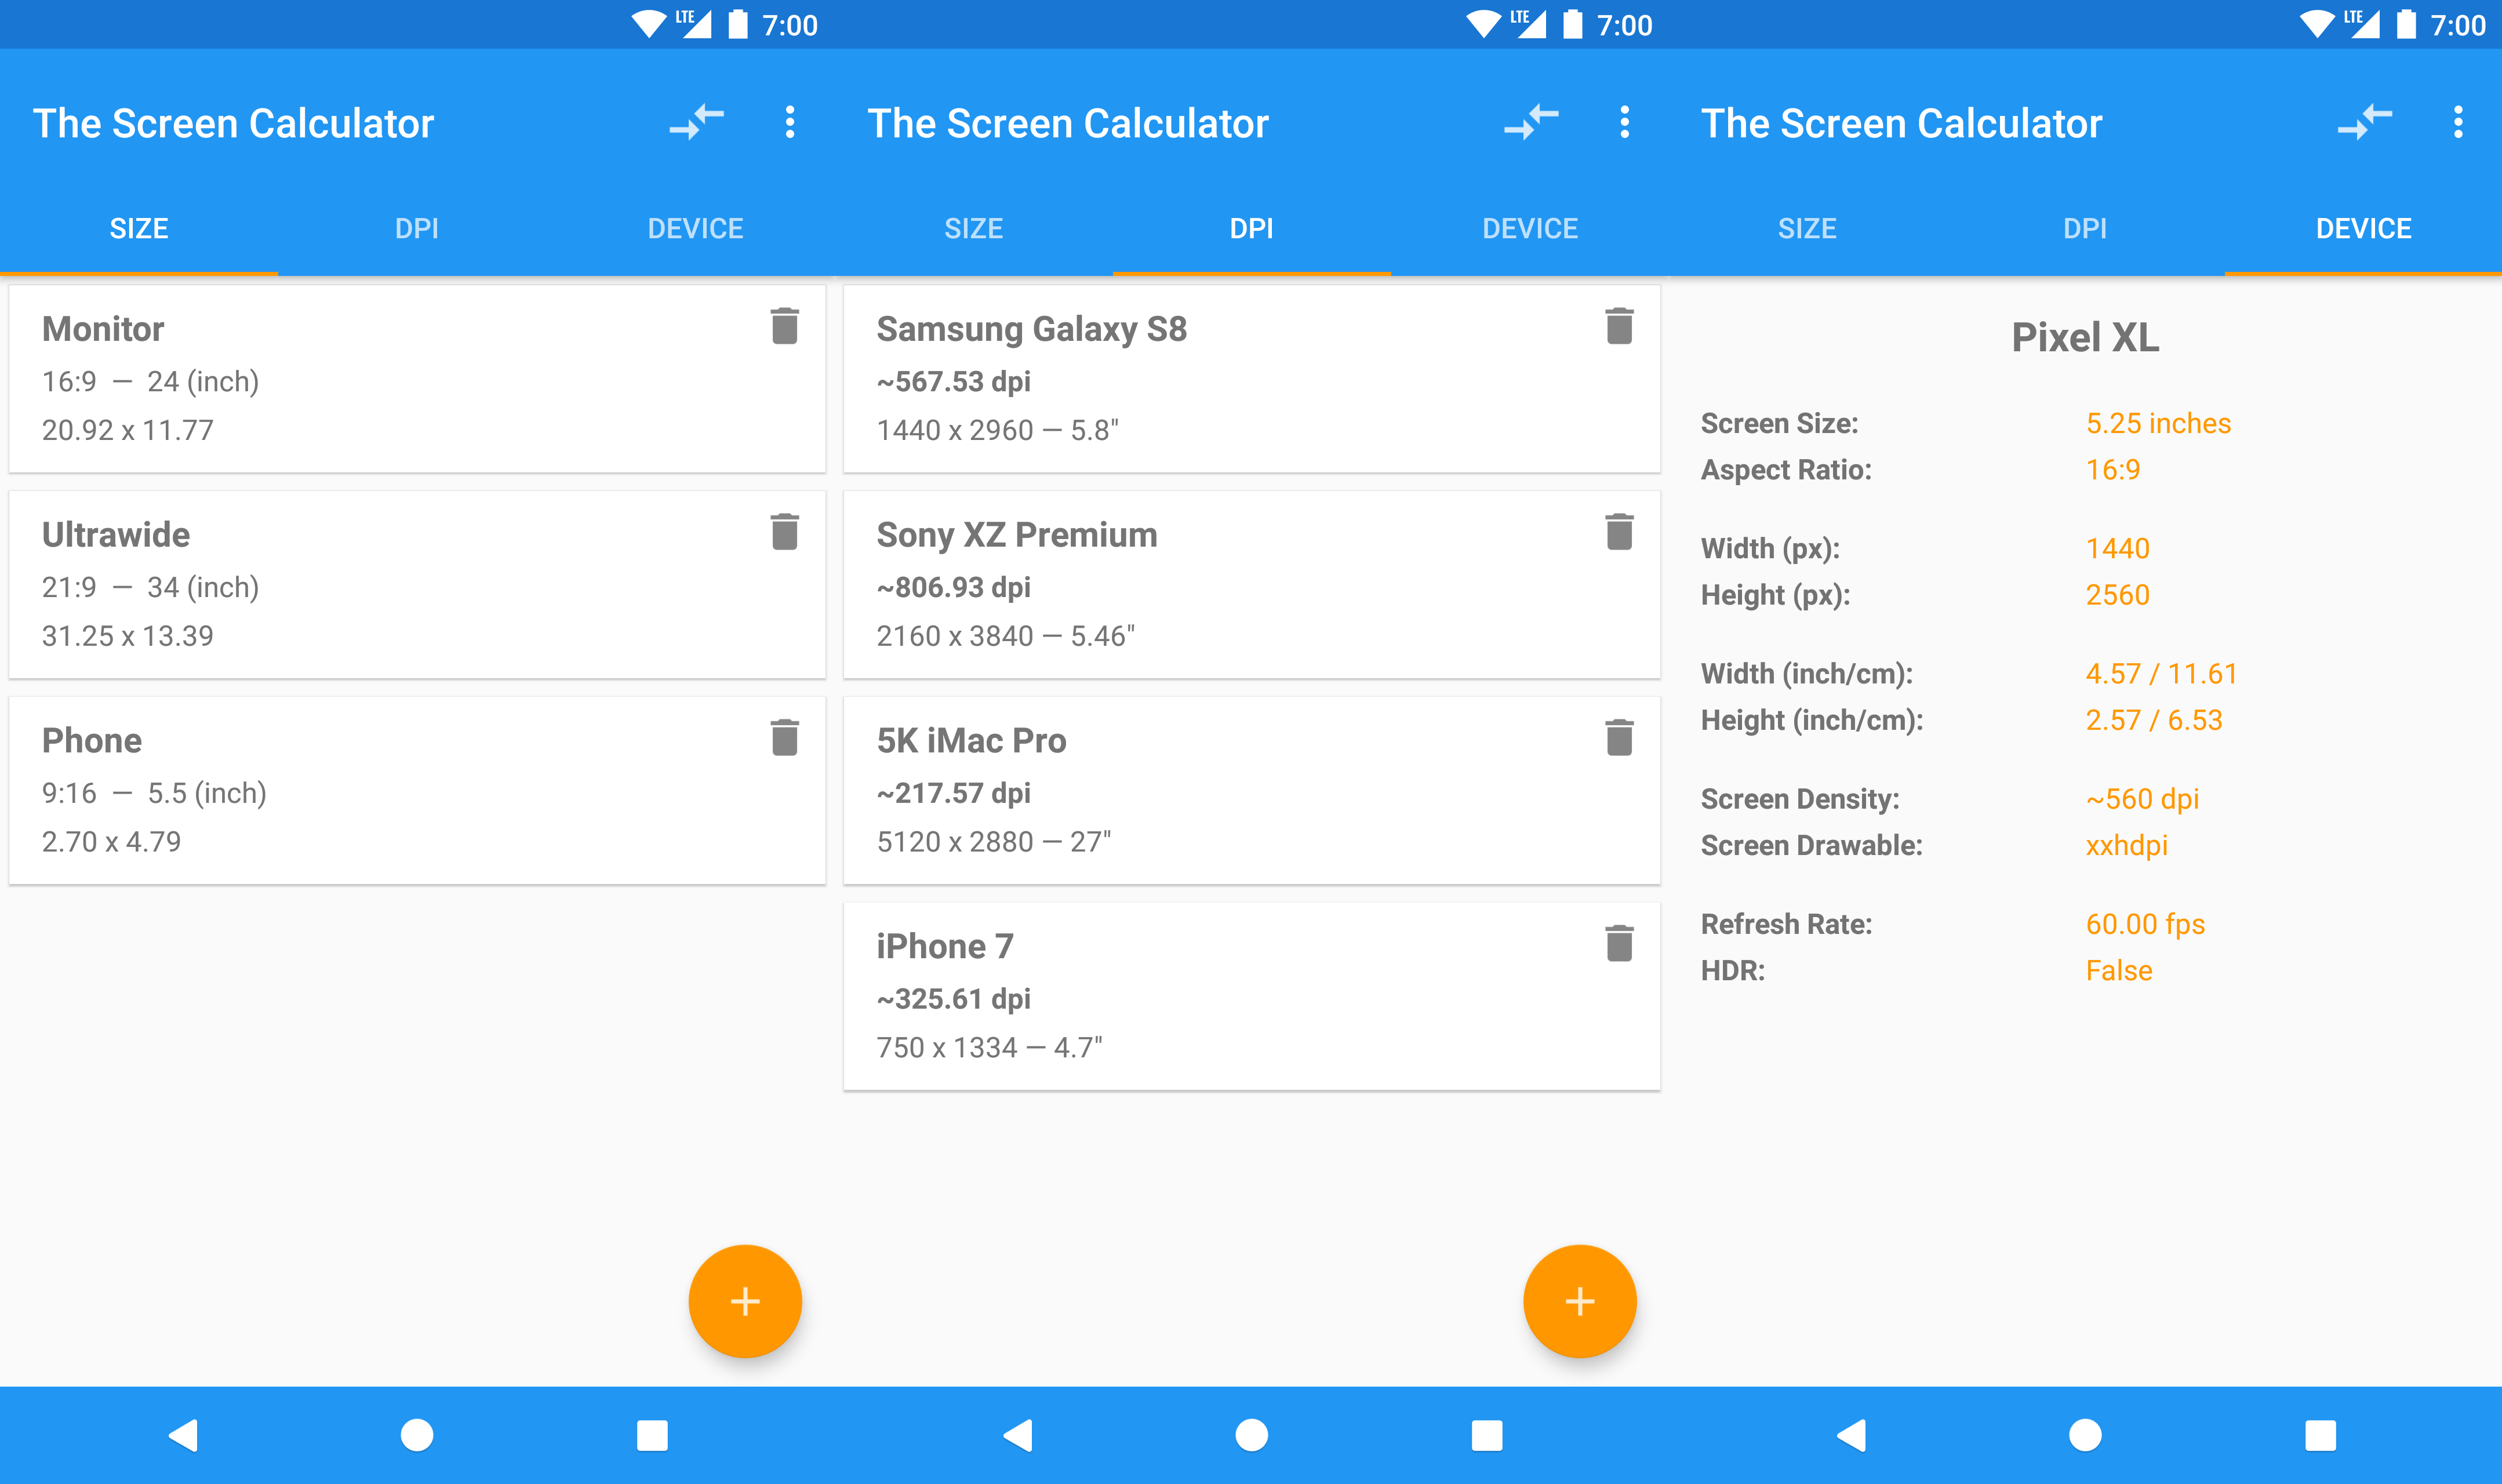 LTE 7:00
The Screen Calculator
SIZE DPI DEVICE
Monitor
16:9 — 24 (inch)
20.92 x 11.77
Ultrawide
21:9 — 34 (inch)
31.25 x 13.39
Phone
9:16 — 5.5 (inch)
2.70 x 4.79
LTE 7:00
The Screen Calculator
SIZE DPI DEVICE
Samsung Galaxy S8
~567.53 dpi
1440 x 2960 — 5.8"
Sony XZ Premium
~806.93 dpi
2160 x 3840 — 5.46"
5K iMac Pro
~217.57 dpi
5120 x 2880 — 27"
iPhone 7
~325.61 dpi
750 x 1334 — 4.7"
LTE 7:00
The Screen Calculator
SIZE DPI DEVICE
Pixel XL
Screen Size: 5.25 inches
Aspect Ratio: 16:9
Width (px): 1440
Height (px): 2560
Width (inch/cm): 4.57 / 11.61
Height (inch/cm): 2.57 / 6.53
Screen Density: ~560 dpi
Screen Drawable: xxhdpi
Refresh Rate: 60.00 fps
HDR: False